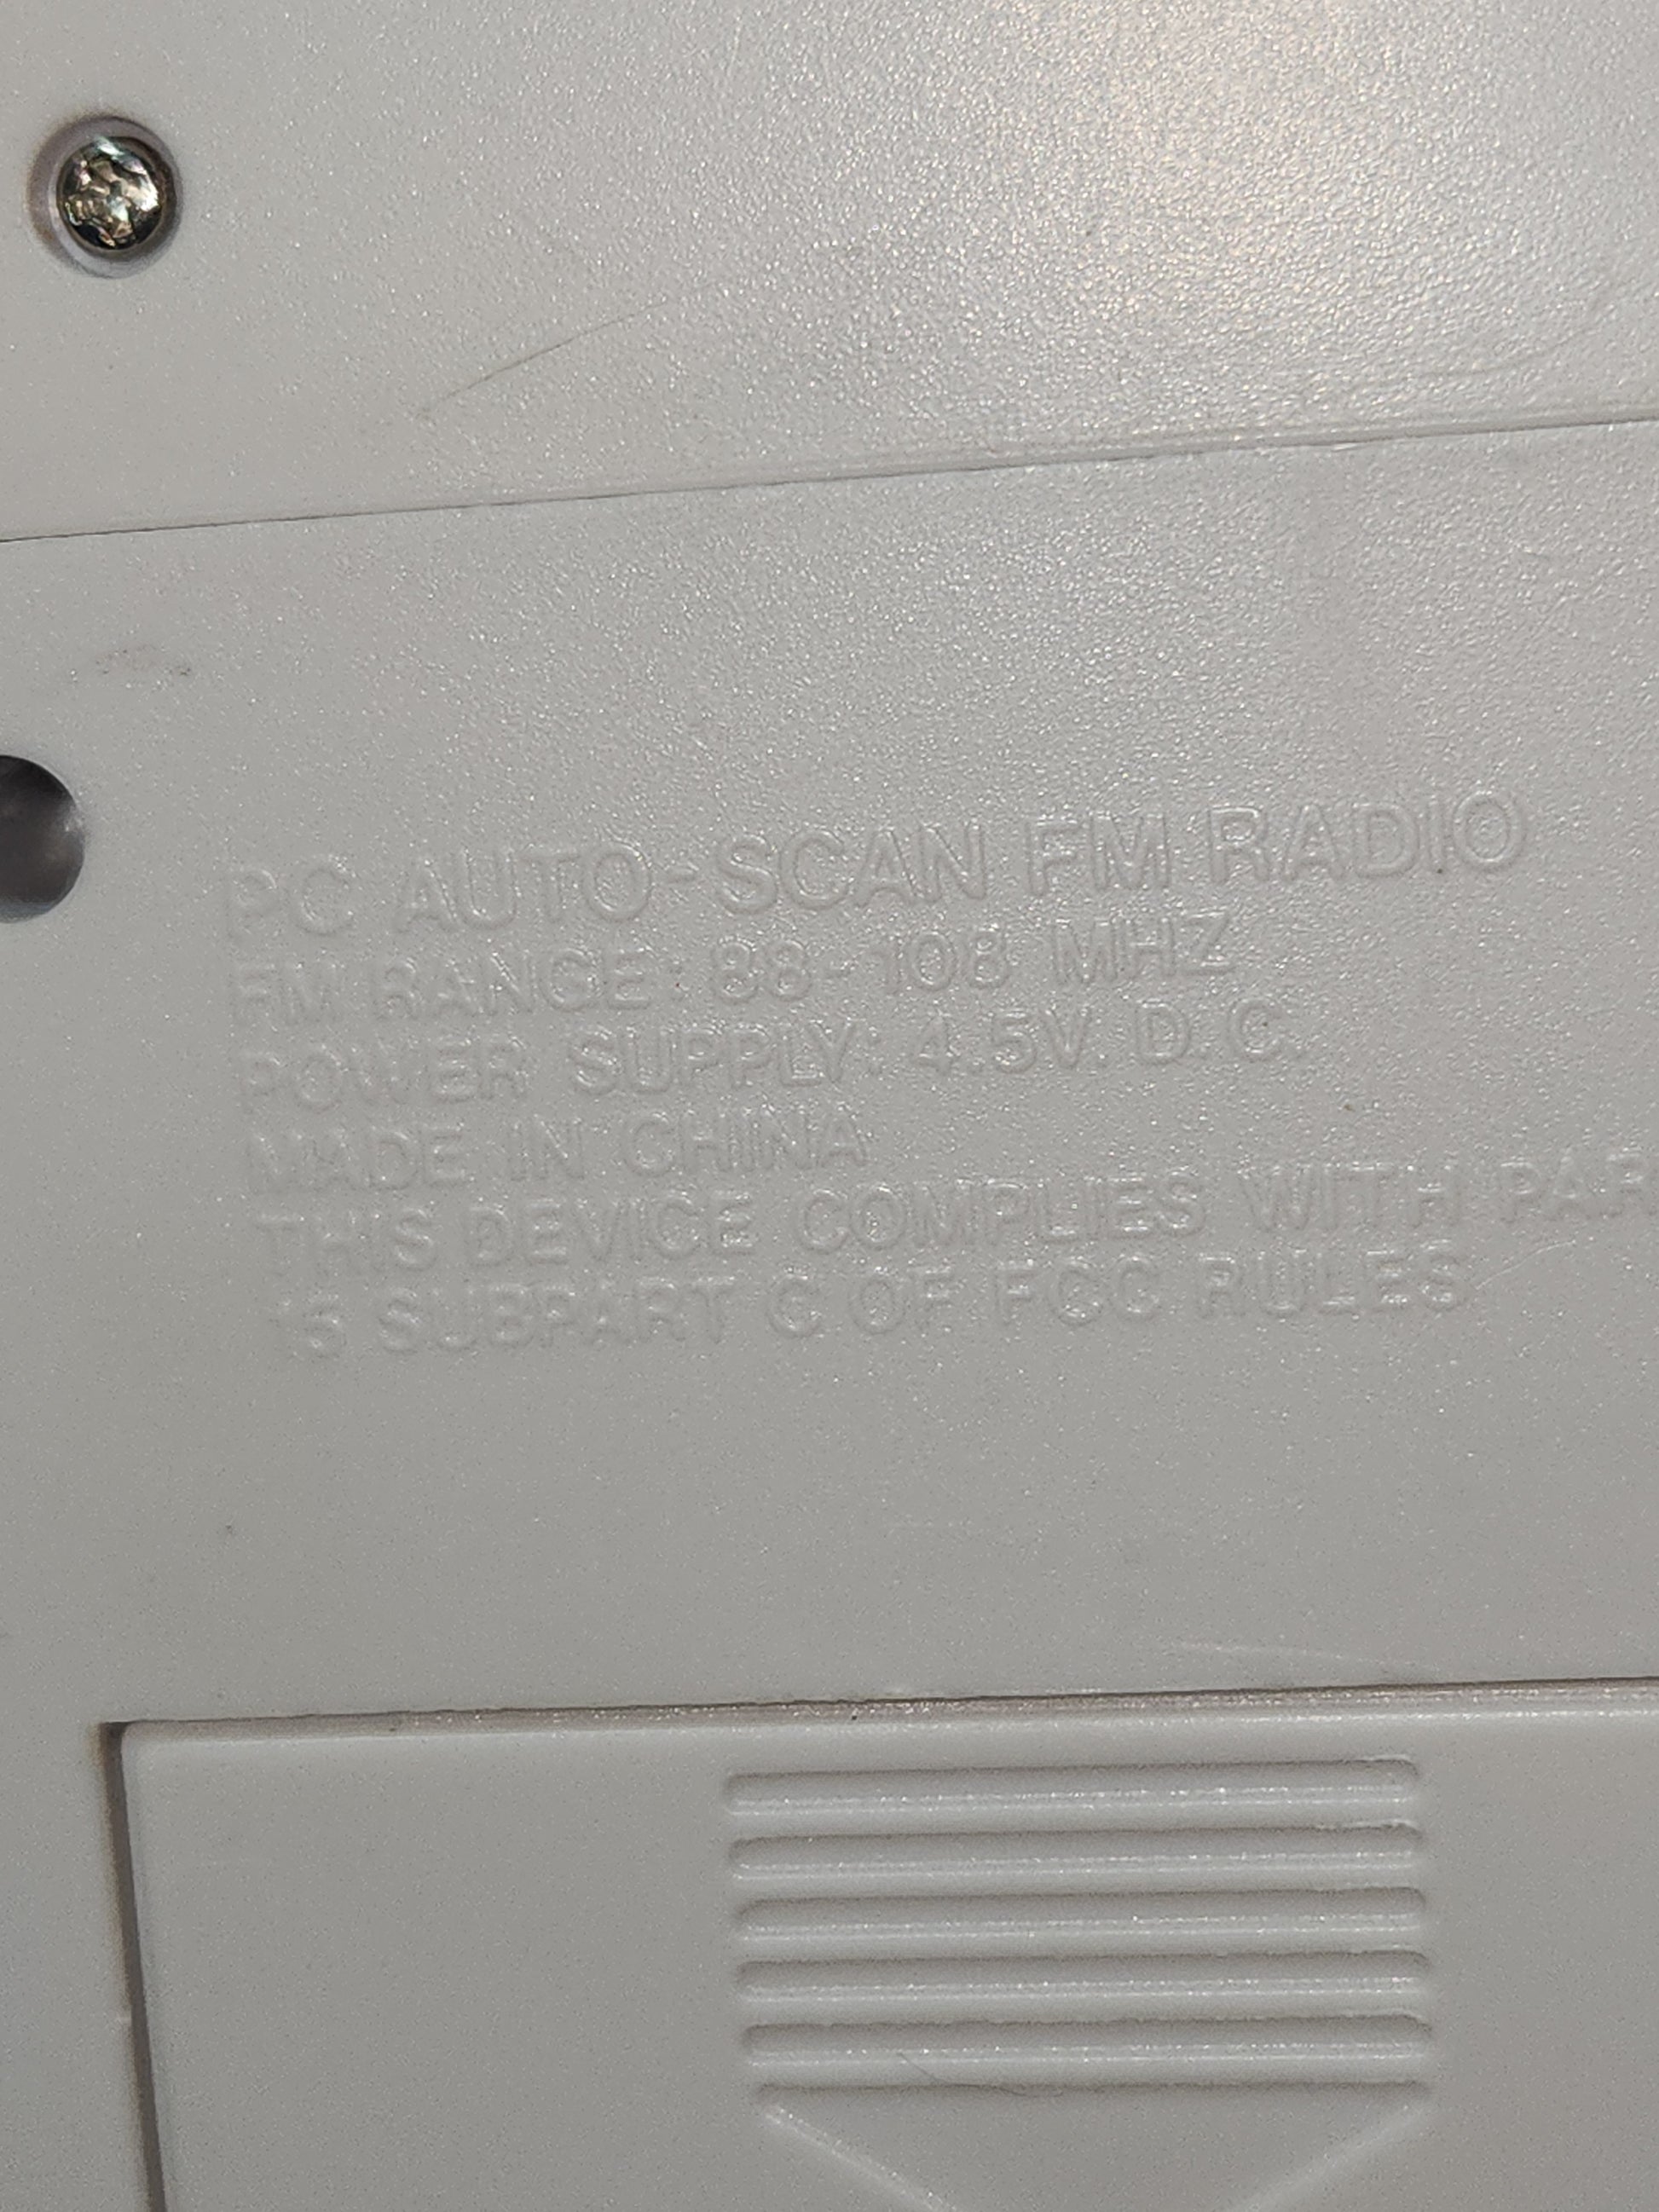 PC AUTO-SCAN FM RADIO
FM RANGE: 88-108 MHZ
POWER SUPPLY: 4.5V. D.C.
MADE IN CHINA
THIS DEVICE COMPLIES WITH PAR
15 SUBPART C OF FCC RULES